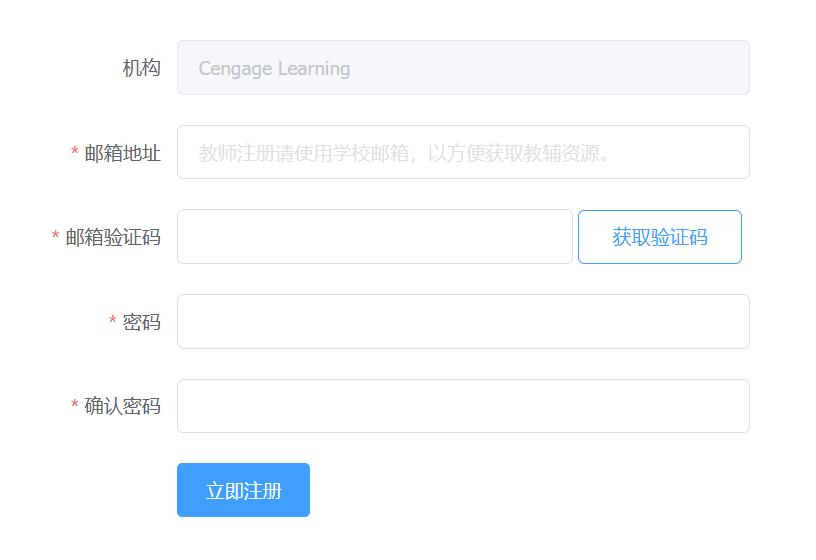 机构 Cengage Learning
* 邮箱地址 教师注册请使用学校邮箱，以方便获取教辅资源。
* 邮箱验证码 获取验证码
* 密码
* 确认密码
立即注册